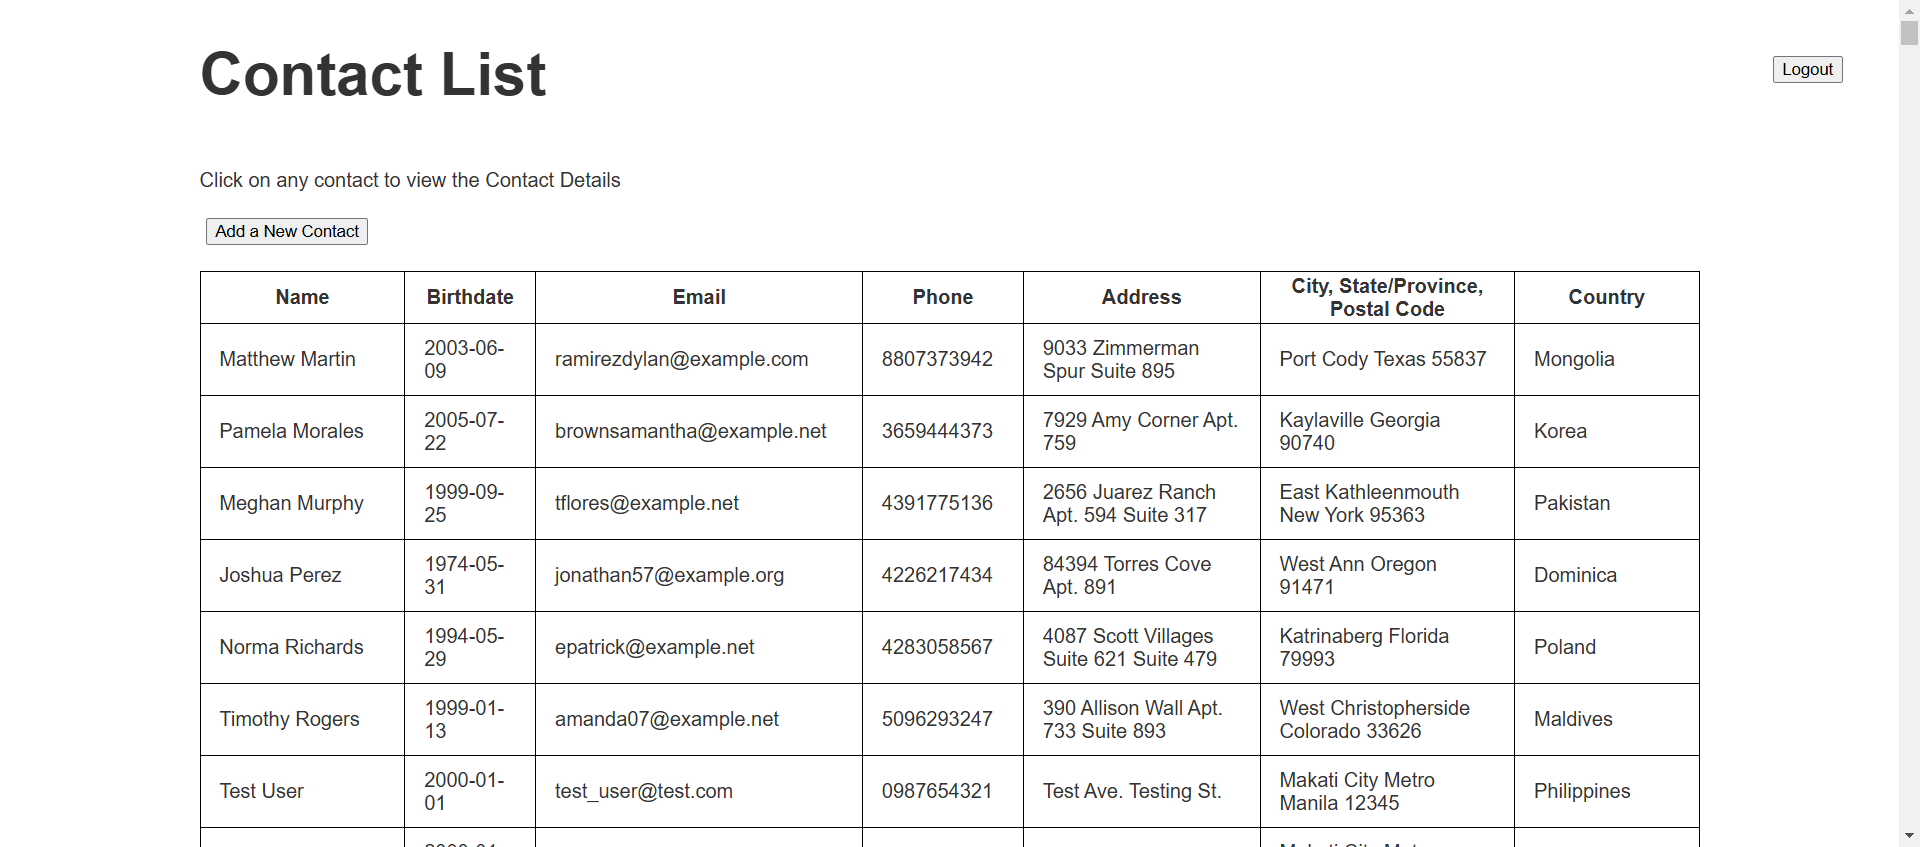 Contact List
Logout
Click on any contact to view the Contact Details
Add a New Contact
Name Birthdate Email Phone Address City, State/Province, Postal Code Country
Matthew Martin 2003-06-09 ramirezdylan@example.com 8807373942 9033 Zimmerman Spur Suite 895 Port Cody Texas 55837 Mongolia
Pamela Morales 2005-07-22 brownsamantha@example.net 3659444373 7929 Amy Corner Apt. 759 Kaylaville Georgia 90740 Korea
Meghan Murphy 1999-09-25 tflores@example.net 4391775136 2656 Juarez Ranch Apt. 594 Suite 317 East Kathleenmouth New York 95363 Pakistan
Joshua Perez 1974-05-31 jonathan57@example.org 4226217434 84394 Torres Cove Apt. 891 West Ann Oregon 91471 Dominica
Norma Richards 1994-05-29 epatrick@example.net 4283058567 4087 Scott Villages Suite 621 Suite 479 Katrinaberg Florida 79993 Poland
Timothy Rogers 1999-01-13 amanda07@example.net 5096293247 390 Allison Wall Apt. 733 Suite 893 West Christopherside Colorado 33626 Maldives
Test User 2000-01-01 test_user@test.com 0987654321 Test Ave. Testing St. Makati City Metro Manila 12345 Philippines